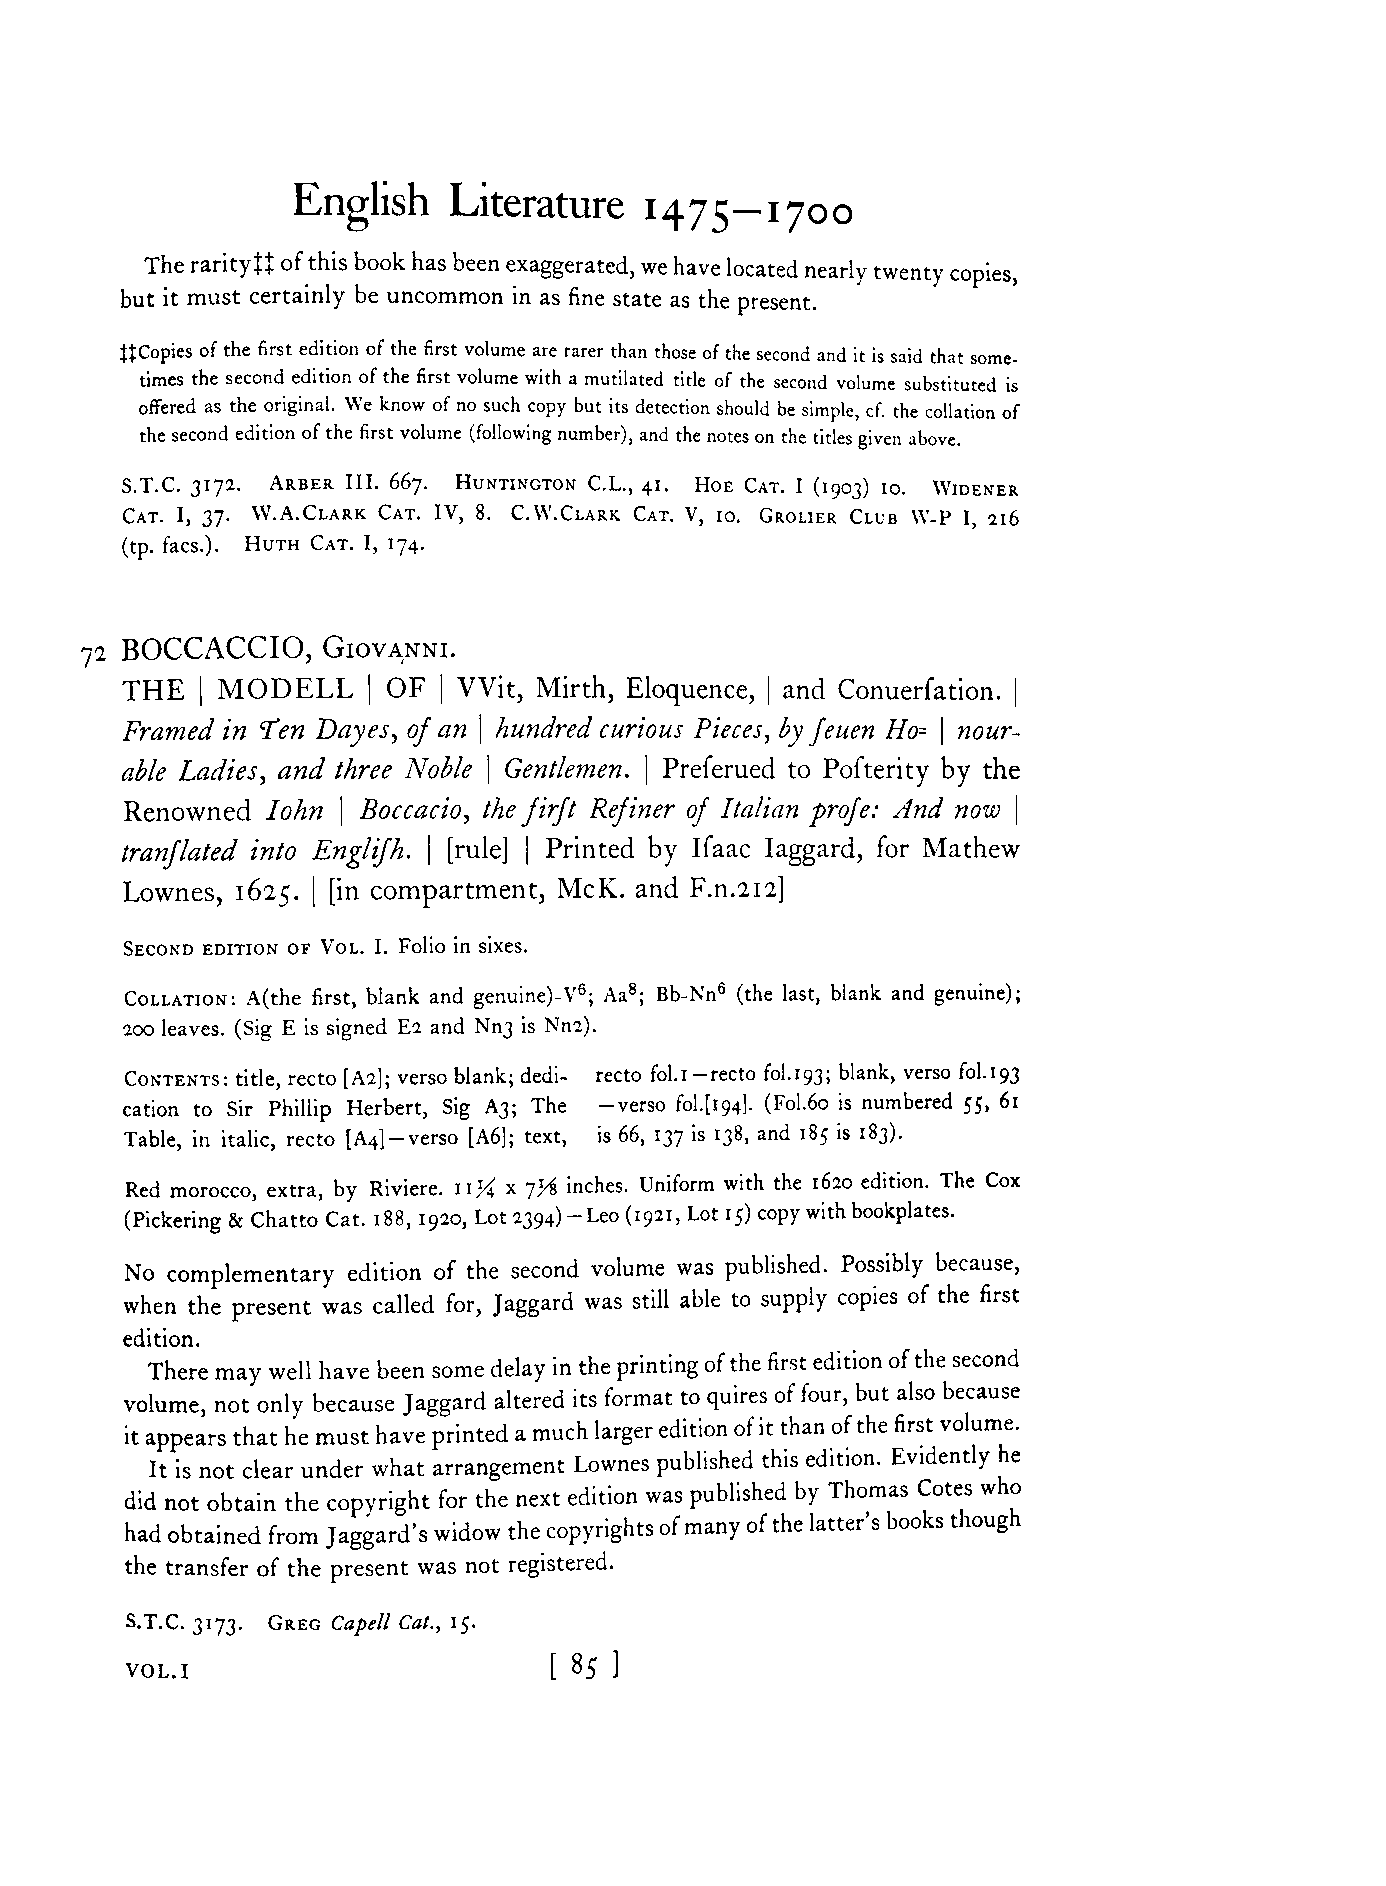 English Literature 1475–1700
The rarity‡‡ of this book has been exaggerated, we have located nearly twenty copies,
but it must certainly be uncommon in as fine state as the present.
‡‡Copies of the first edition of the first volume are rarer than those of the second and it is said that some-
times the second edition of the first volume with a mutilated title of the second volume substituted is
offered as the original. We know of no such copy but its detection should be simple, cf. the collation of
the second edition of the first volume (following number), and the notes on the titles given above.
S.T.C. 3172. ARBER III. 667. HUNTINGTON C.L., 41. HOE CAT. I (1903) 10. WIDENER
CAT. I, 37. W.A.CLARK CAT. IV, 8. C.W.CLARK CAT. V, 10. GROLIER CLUB W-P I, 216
(tp. facs.). HUTH CAT. I, 174.
72 BOCCACCIO, GIOVANNI.
THE | MODELL | OF | VVit, Mirth, Eloquence, | and Conuerſation. |
Framed in Ten Dayes, of an | hundred curious Pieces, by ſeuen Ho= | nour-
able Ladies, and three Noble | Gentlemen. | Preſerued to Poſterity by the
Renowned Iohn | Boccacio, the firſt Refiner of Italian proſe: And now |
tranſlated into Engliſh. | [rule] | Printed by Iſaac Iaggard, for Mathew
Lownes, 1625. | [in compartment, McK. and F.n.212]
SECOND EDITION OF VOL. I. Folio in sixes.
COLLATION: A(the first, blank and genuine)-V⁶; Aa⁸; Bb-Nn⁶ (the last, blank and genuine);
200 leaves. (Sig E is signed E2 and Nn3 is Nn2).
CONTENTS: title, recto [A2]; verso blank; dedi-
cation to Sir Phillip Herbert, Sig A3; The
Table, in italic, recto [A4]—verso [A6]; text,
recto fol.1—recto fol.193; blank, verso fol.193
—verso fol.[194]. (Fol.60 is numbered 55, 61
is 66, 137 is 138, and 185 is 183).
Red morocco, extra, by Riviere. 11¼ x 7⅛ inches. Uniform with the 1620 edition. The Cox
(Pickering & Chatto Cat. 188, 1920, Lot 2394)—Leo (1921, Lot 15) copy with bookplates.
No complementary edition of the second volume was published. Possibly because,
when the present was called for, Jaggard was still able to supply copies of the first
edition.
There may well have been some delay in the printing of the first edition of the second
volume, not only because Jaggard altered its format to quires of four, but also because
it appears that he must have printed a much larger edition of it than of the first volume.
It is not clear under what arrangement Lownes published this edition. Evidently he
did not obtain the copyright for the next edition was published by Thomas Cotes who
had obtained from Jaggard's widow the copyrights of many of the latter's books though
the transfer of the present was not registered.
S.T.C. 3173. GREG Capell Cat., 15.
VOL.I [ 85 ]